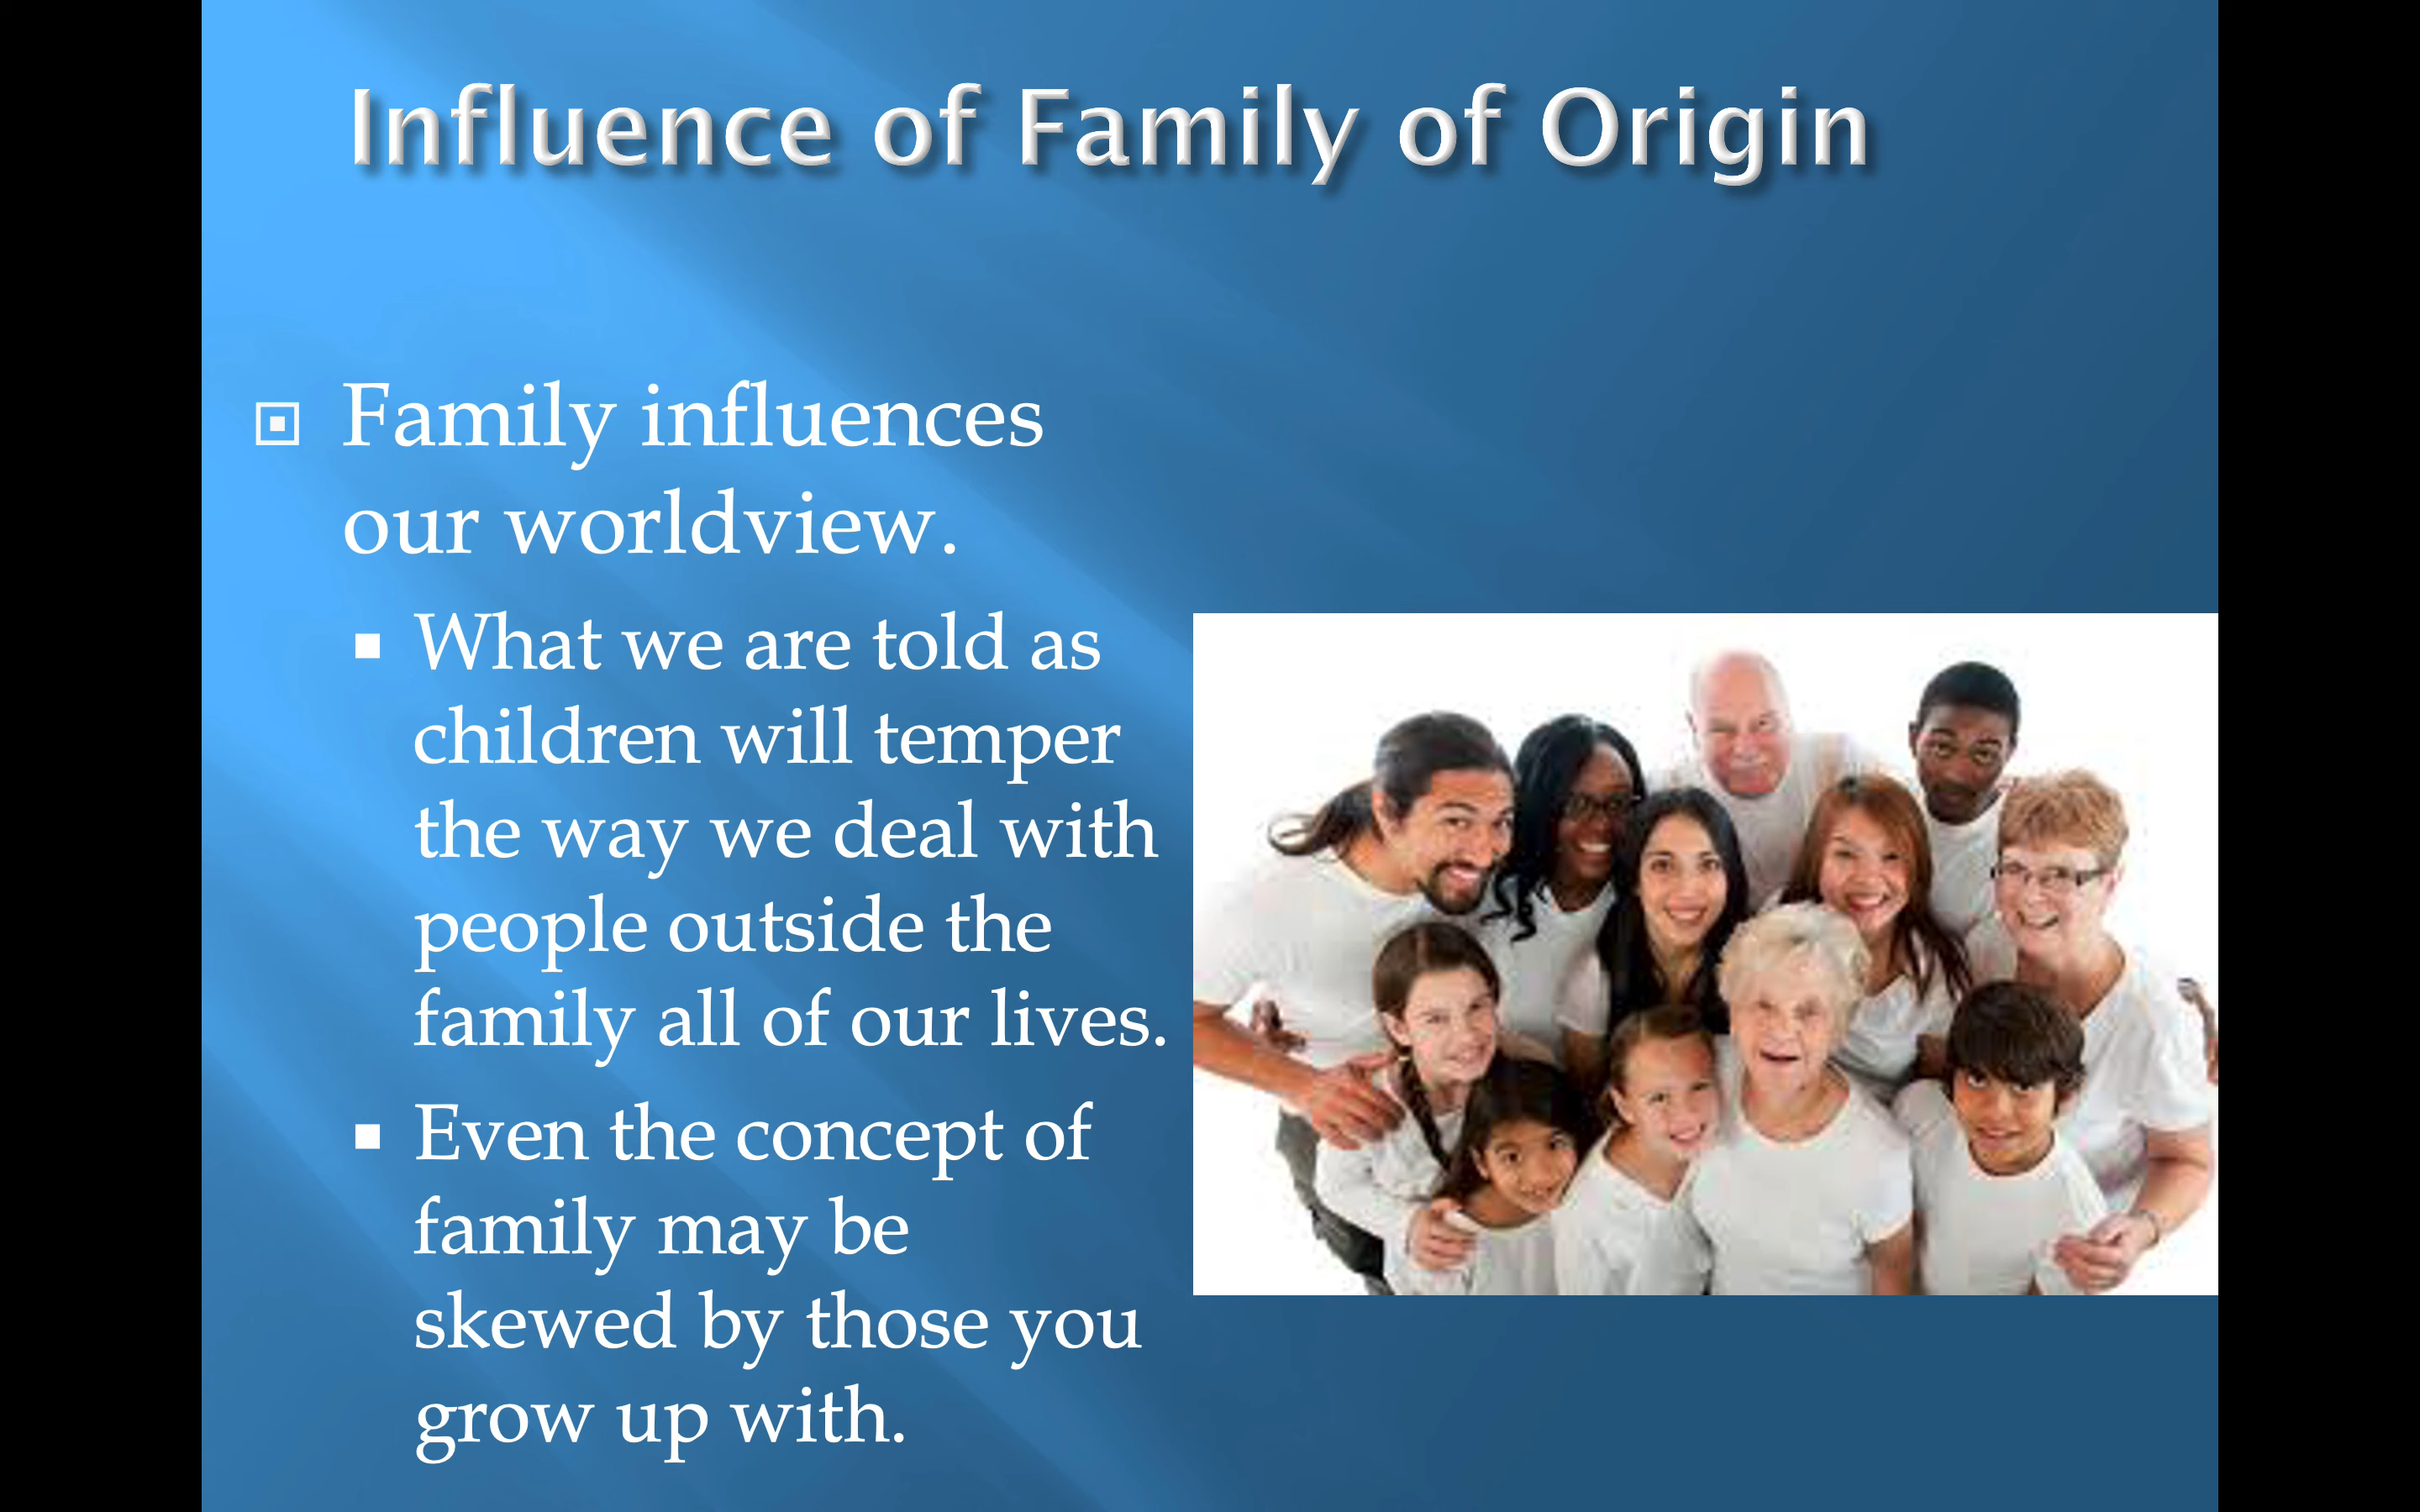 Influence of Family of Origin
Family influences
our worldview.
What we are told as
children will temper
the way we deal with
people outside the
family all of our lives.
Even the concept of
family may be
skewed by those you
grow up with.